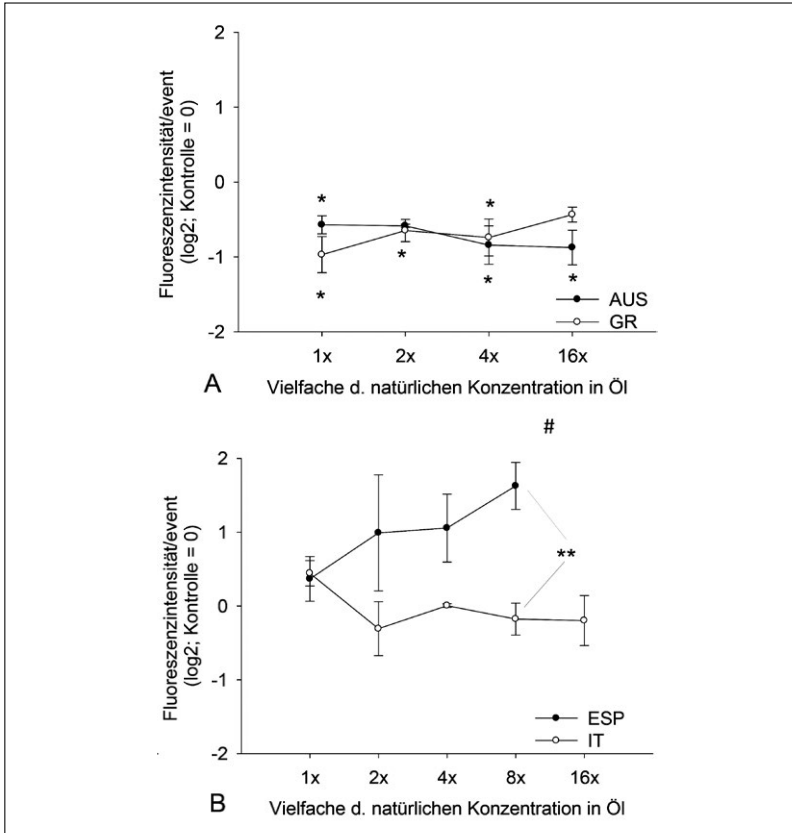 Fluoreszenzintensität/event
(log2; Kontrolle = 0)
2
1
0
-1
-2
*
*
*
*
*
*
AUS
GR
1x
2x
4x
16x
A
Vielfache d. natürlichen Konzentration in Öl
#
Fluoreszenzintensität/event
(log2; Kontrolle = 0)
2
1
0
-1
-2
**
ESP
IT
1x
2x
4x
8x
16x
B
Vielfache d. natürlichen Konzentration in Öl